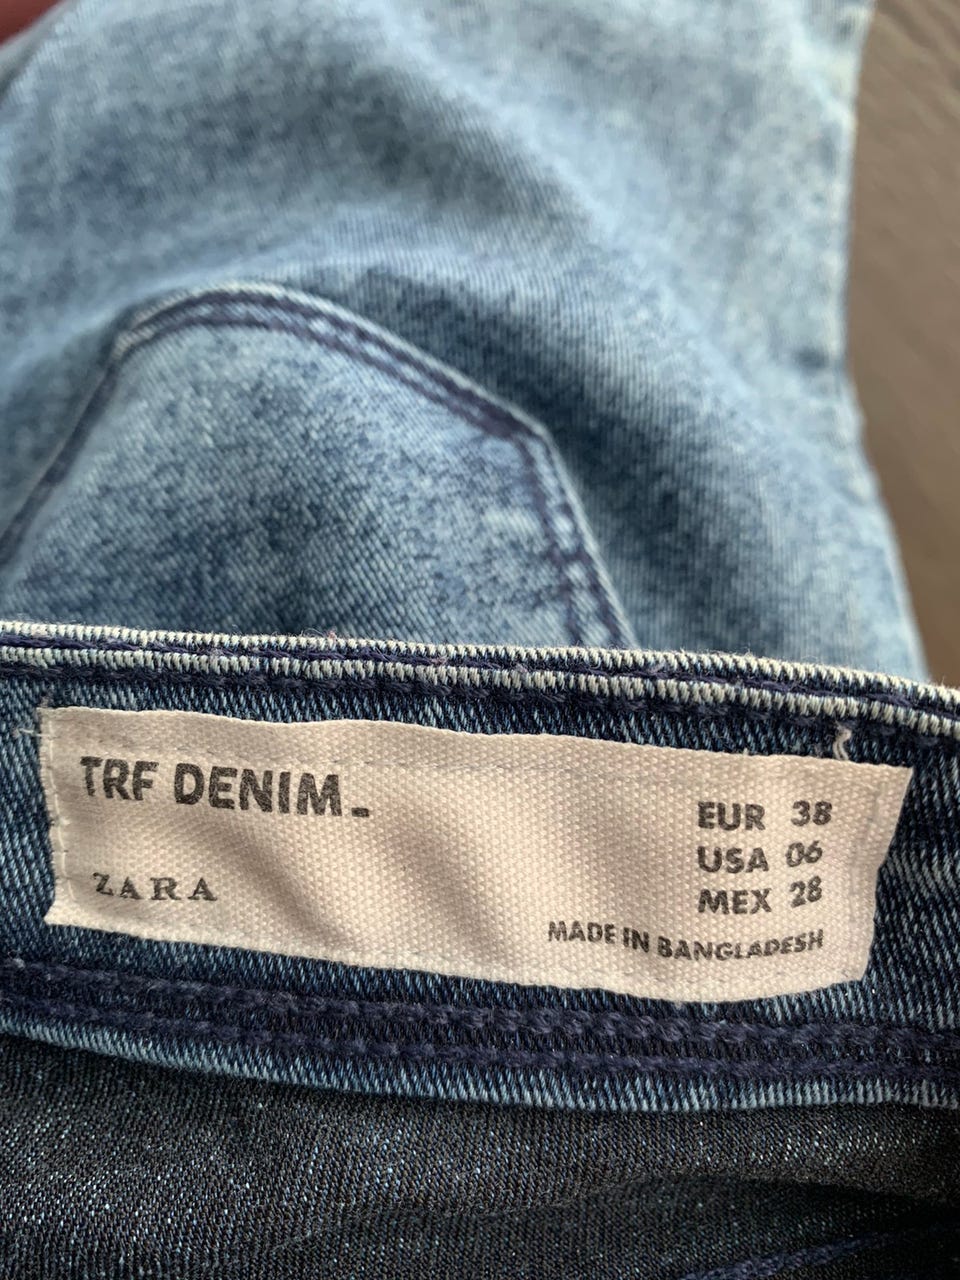 TRF DENIM.
ZARA
EUR 38
USA 06
MEX 28
MADE IN BANGLADESH